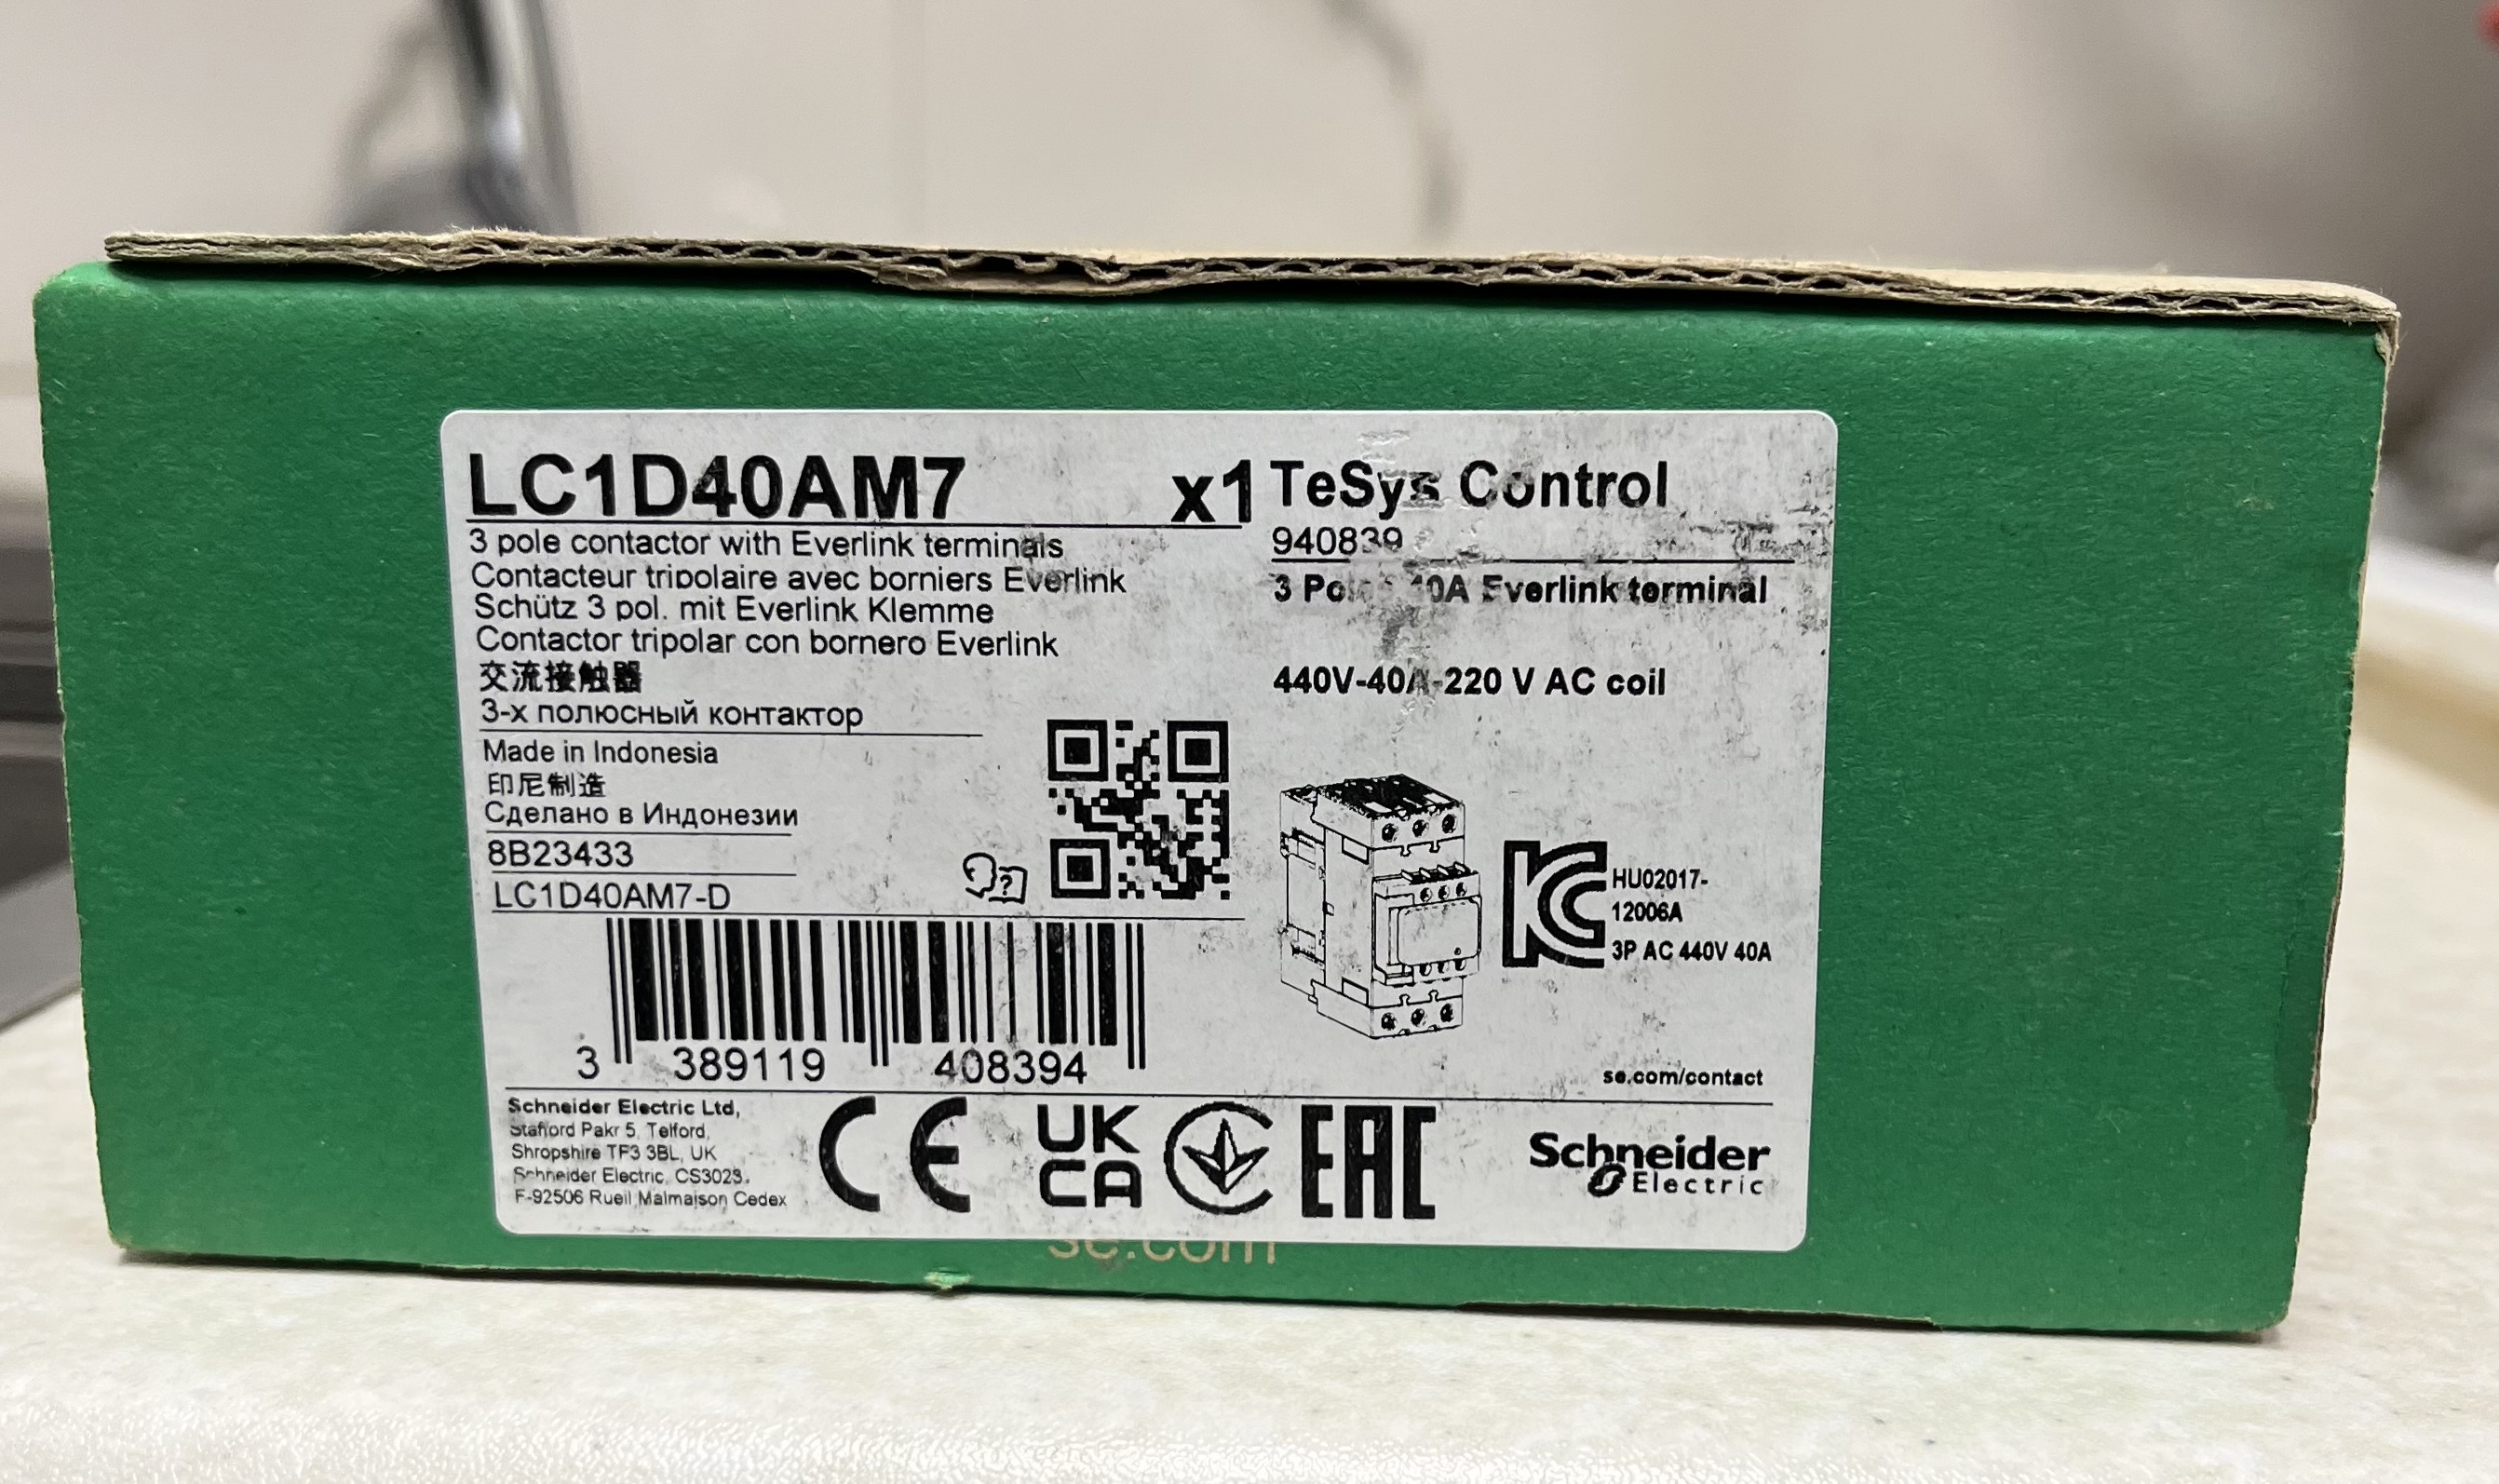 LC1D40AM7 x1
3 pole contactor with Everlink terminals
Contacteur tripolaire avec borniers Everlink
Schütz 3 pol. mit Everlink Klemme
Contactor tripolar con bornero Everlink
交流接触器
3-х полюсный контактор
Made in Indonesia
印尼制造
Сделано в Индонезии
8B23433
LC1D40AM7-D
3 389119 408394
TeSys Control
940839
3 Everlink terminal
440V-40A-220 V AC coil
HU02017-
12006A
3P AC 440V 40A
se.com/contact
Schneider Electric Ltd,
Stafiord Pakr 5, Telford,
Shropshire TF3 3BL, UK
Schneider Electric, CS3023.
F-92506 Rueil Malmaison Cedex
CE
UK
CA
EAC
Schneider
Electric
se.com